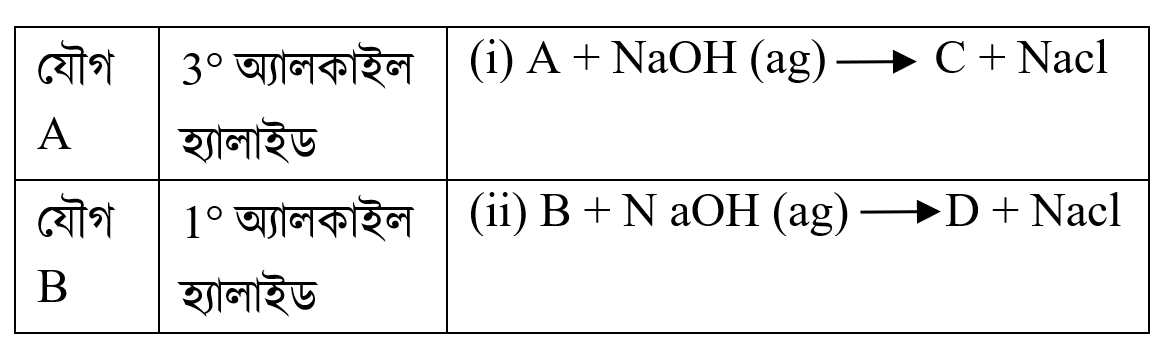 যৌগ A
3° অ্যালকাইল হ্যালাইড
(i) A + NaOH (ag) ⟶ C + Nacl
যৌগ B
1° অ্যালকাইল হ্যালাইড
(ii) B + N aOH (ag) ⟶ D + Nacl